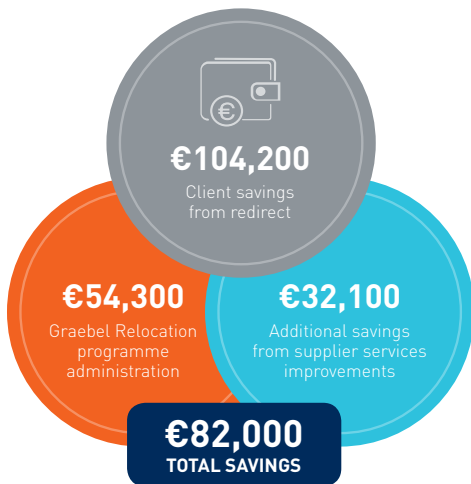 €
€104,200
Client savings
from redirect
€54,300
Graebel Relocation
programme
administration
€32,100
Additional savings
from supplier services
improvements
€82,000
TOTAL SAVINGS